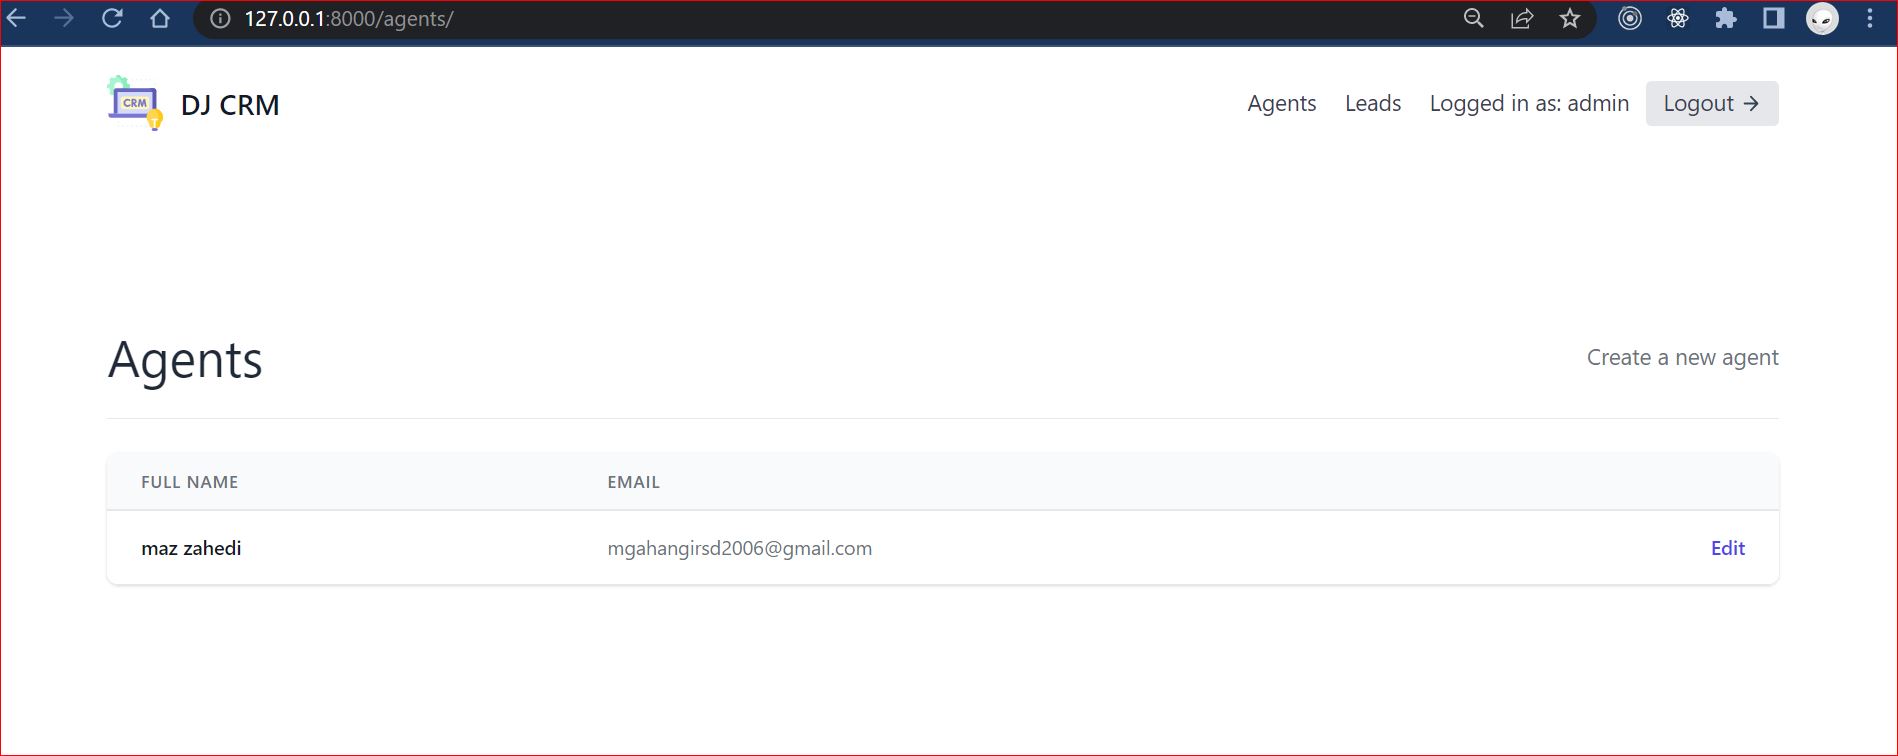 127.0.0.1:8000/agents/
CRM
DJ CRM
Agents Leads Logged in as: admin Logout →
Agents
Create a new agent
FULL NAME EMAIL
maz zahedi mgahangirsd2006@gmail.com Edit